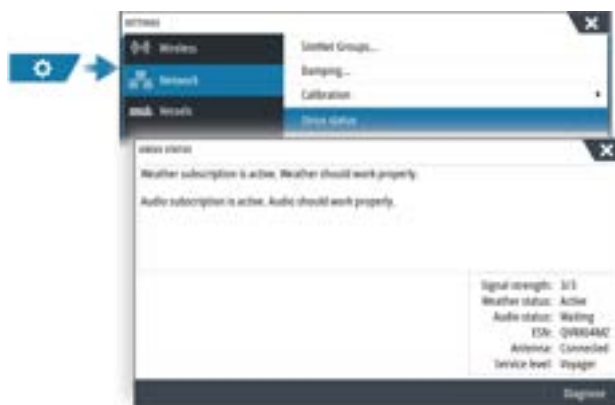 SETTINGS
Wireless
SimNet Groups...
Network
Damping...
Calibration
Vessels
Sirius status
SIRIUS STATUS
Weather subscription is active. Weather should work properly.
Audio subscription is active. Audio should work properly.
Signal strength: 3/3
Weather status: Active
Audio status: Waiting
ESN:
Antenna: Connected
Service level: Voyager
Diagnose